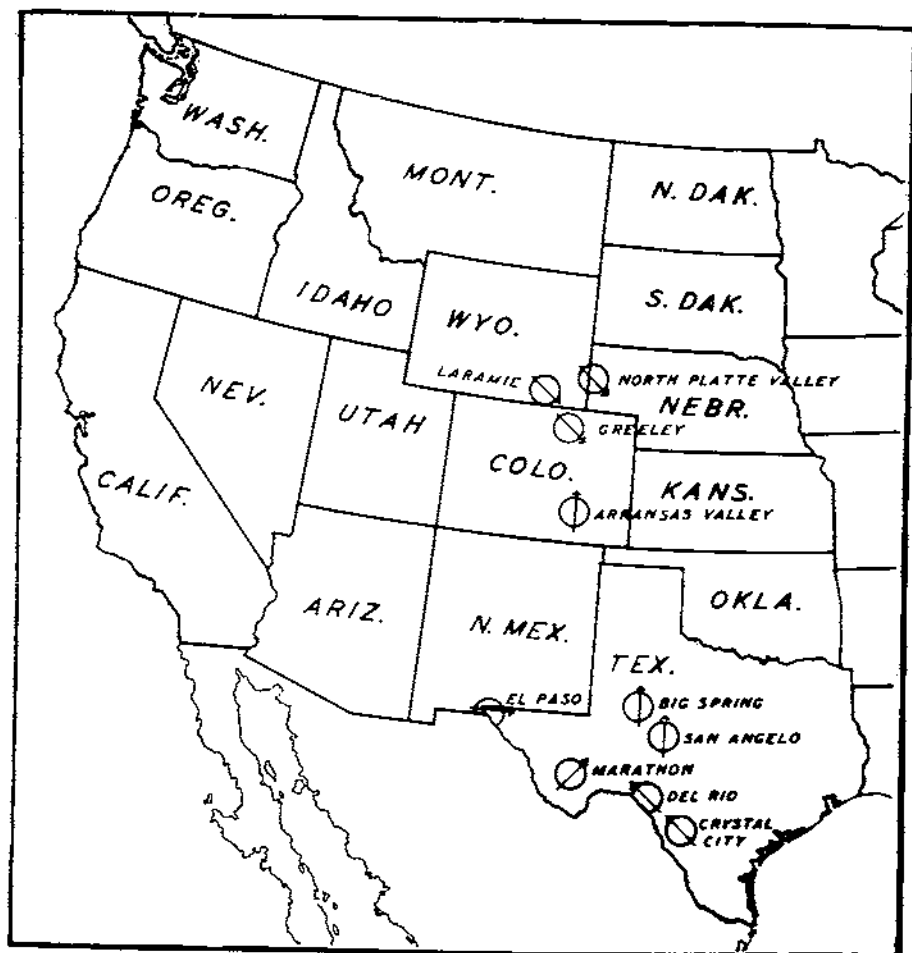 WASH.
MONT.
N. DAK.
OREG.
IDAHO
WYO.
S. DAK.
LARAMIE
NORTH PLATTE VALLEY
NEV.
UTAH
NEBR.
GREELEY
COLO.
CALIF.
KANS.
ARKANSAS VALLEY
ARIZ.
N. MEX.
OKLA.
TEX.
EL PASO
BIG SPRING
SAN ANGELO
MARATHON
DEL RIO
CRYSTAL
CITY